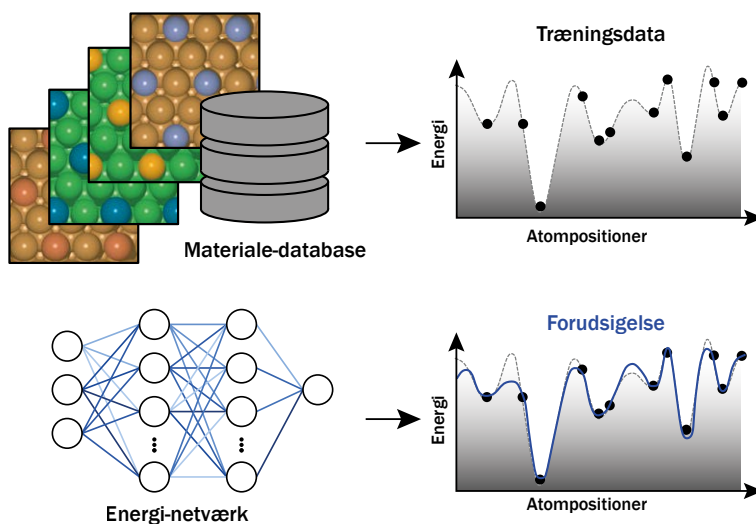 Træningsdata
Energi
Atompositioner
Materiale-database
Forudsigelse
Energi
Atompositioner
Energi-netværk